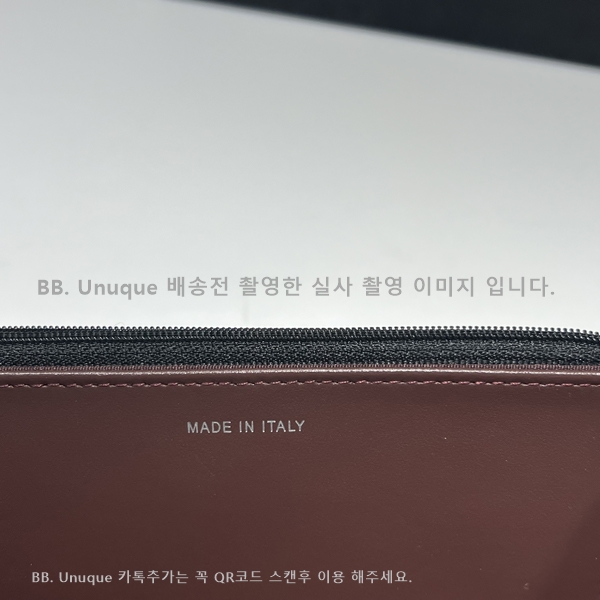 BB. Unuque 배송전 촬영한 실사 촬영 이미지 입니다.
MADE IN ITALY
BB. Unuque 카톡추가는 꼭 QR코드 스캔후 이용 해주세요.